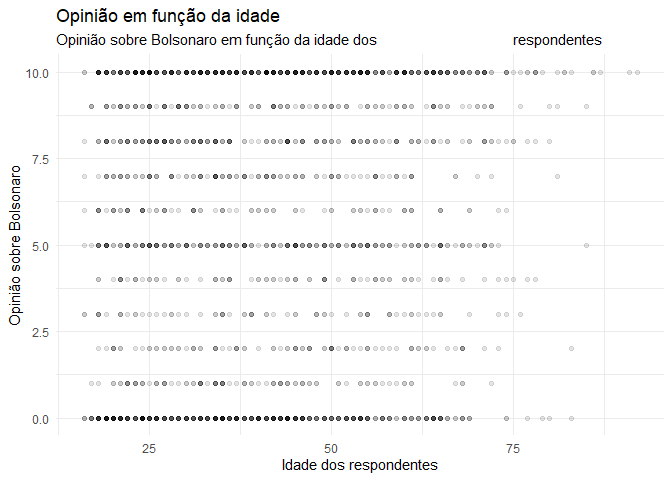 Opinião em função da idade
Opinião sobre Bolsonaro em função da idade dos respondentes
Opinião sobre Bolsonaro
10.0
7.5
5.0
2.5
0.0
25 50 75
Idade dos respondentes